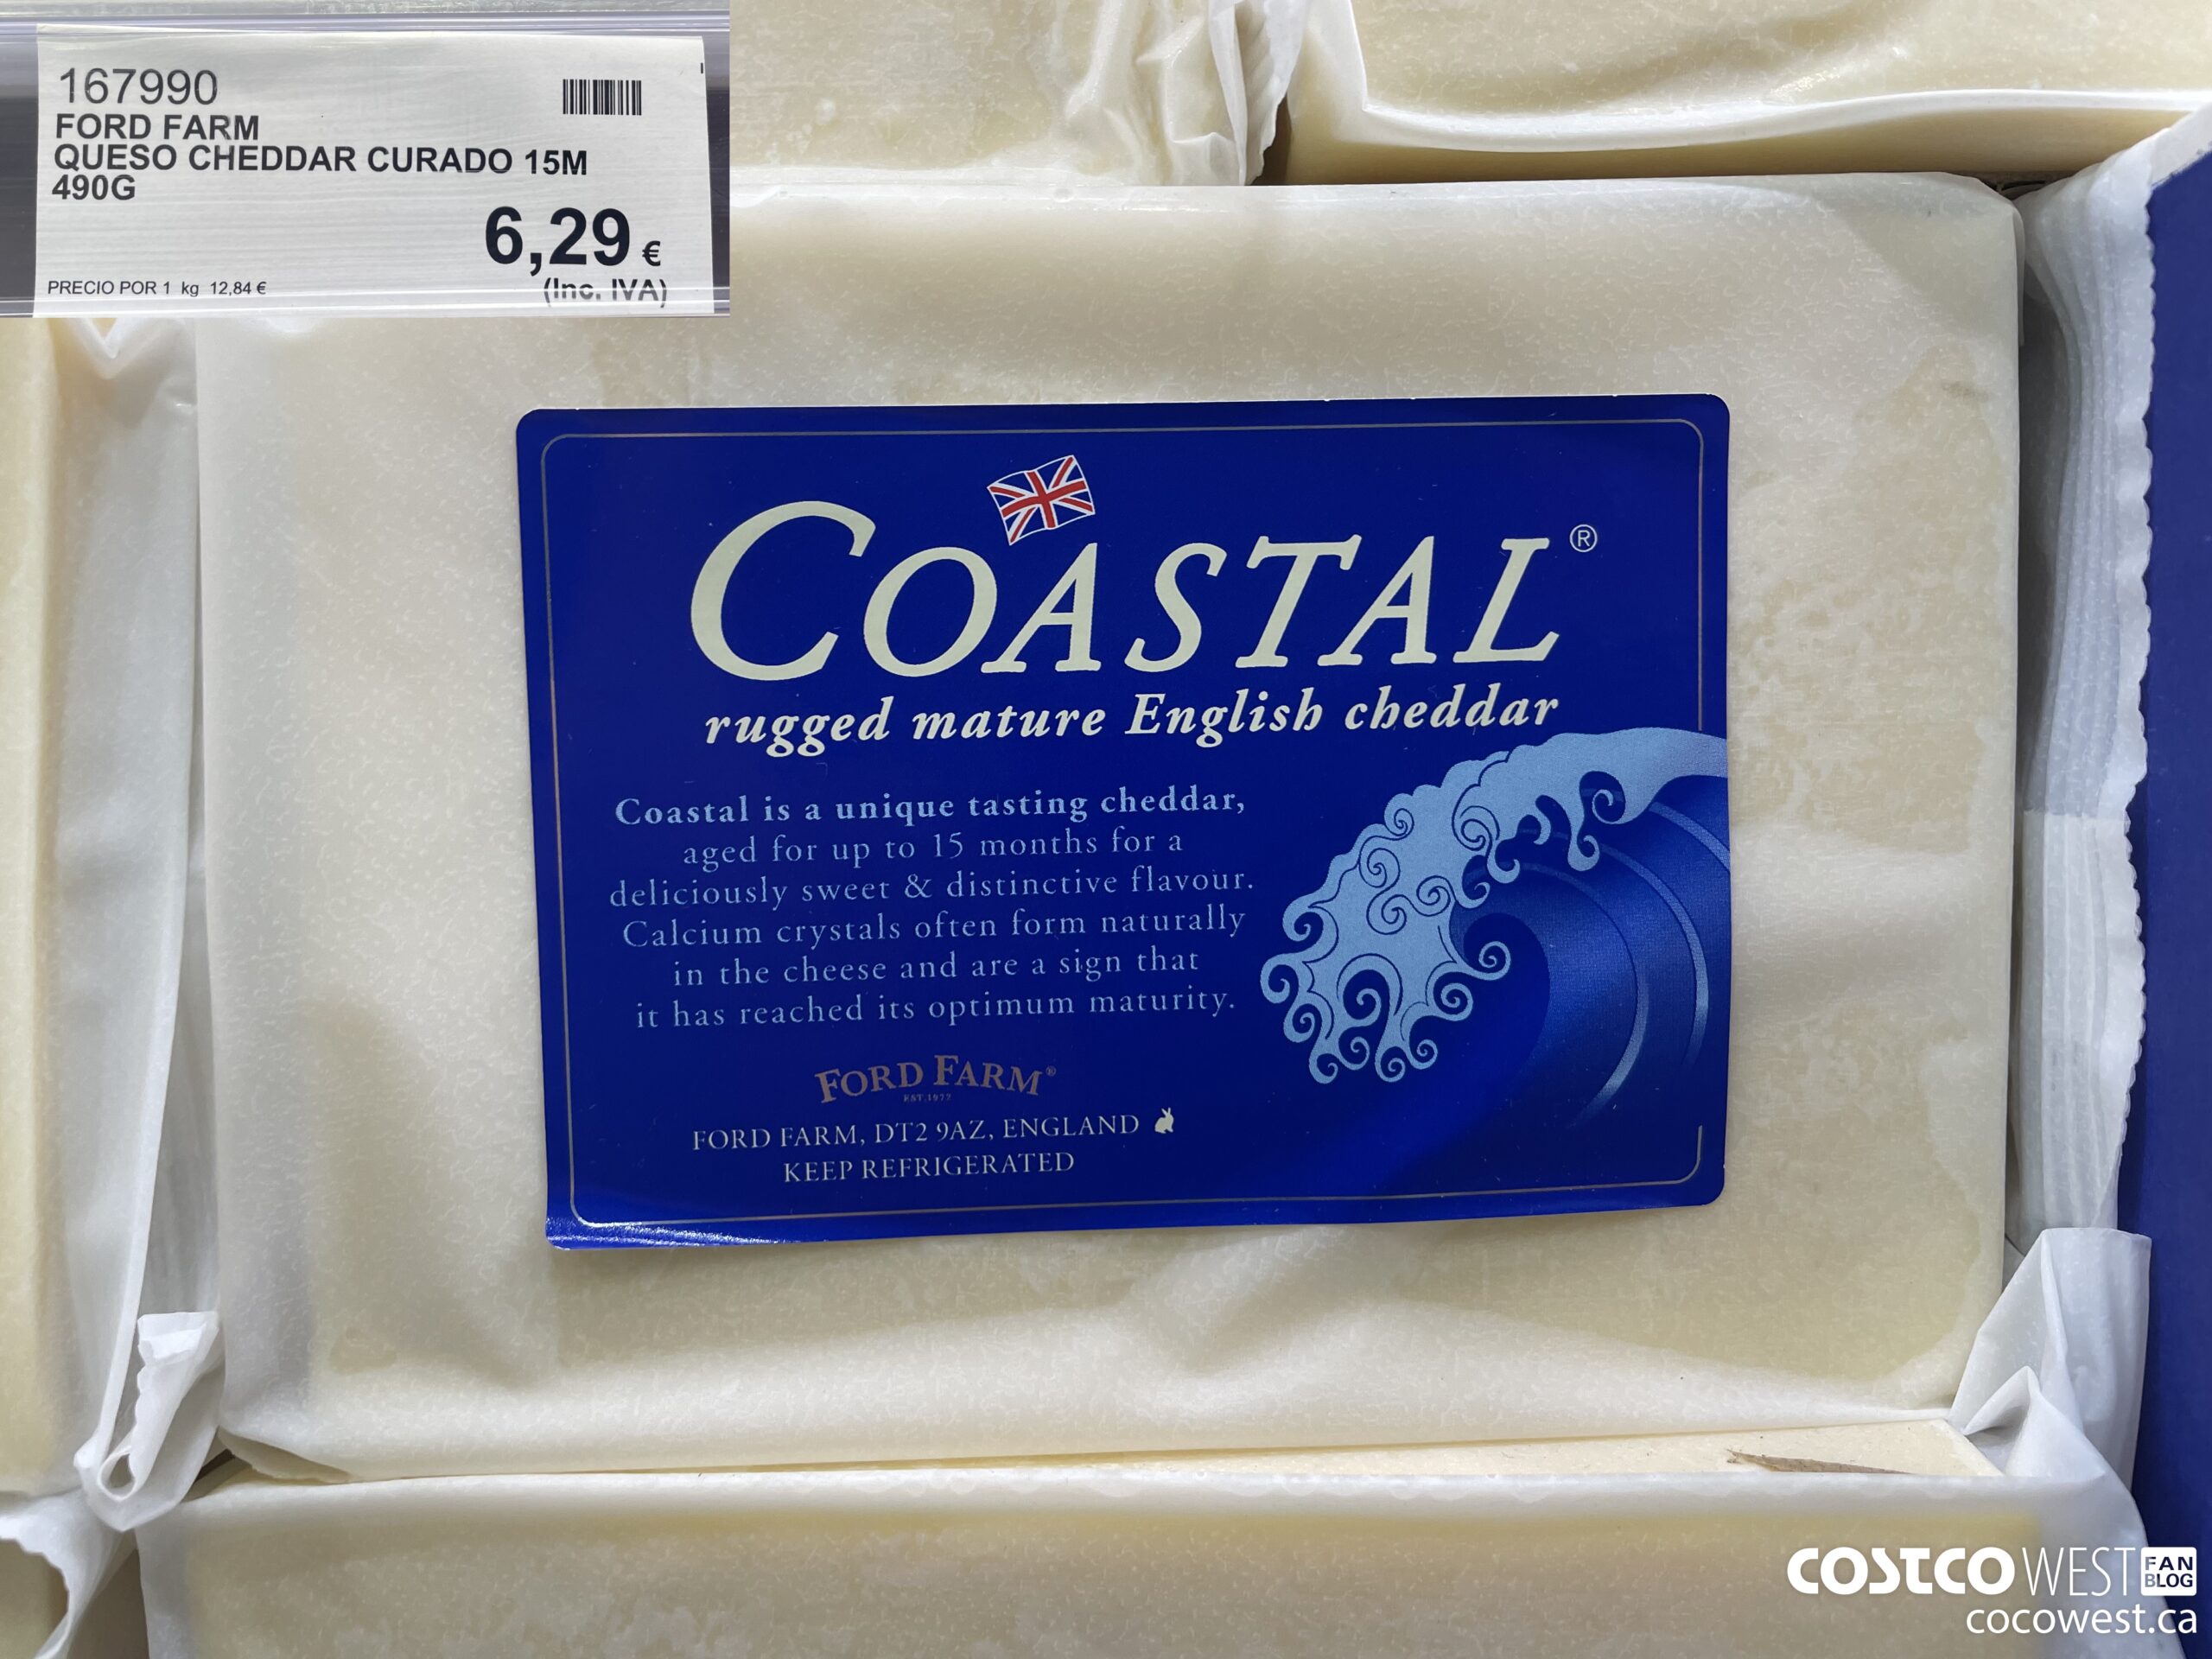 167990
FORD FARM
QUESO CHEDDAR CURADO 15M
490G
6,29 €
PRECIO POR 1 kg 12,84 €
(Inc. IVA)
COASTAL®
rugged mature English cheddar
Coastal is a unique tasting cheddar,
aged for up to 15 months for a
deliciously sweet & distinctive flavour.
Calcium crystals often form naturally
in the cheese and are a sign that
it has reached its optimum maturity.
FORD FARM®
EST.1977
FORD FARM, DT2 9AZ, ENGLAND
KEEP REFRIGERATED
COSTCO WEST FAN BLOG
cocowest.ca